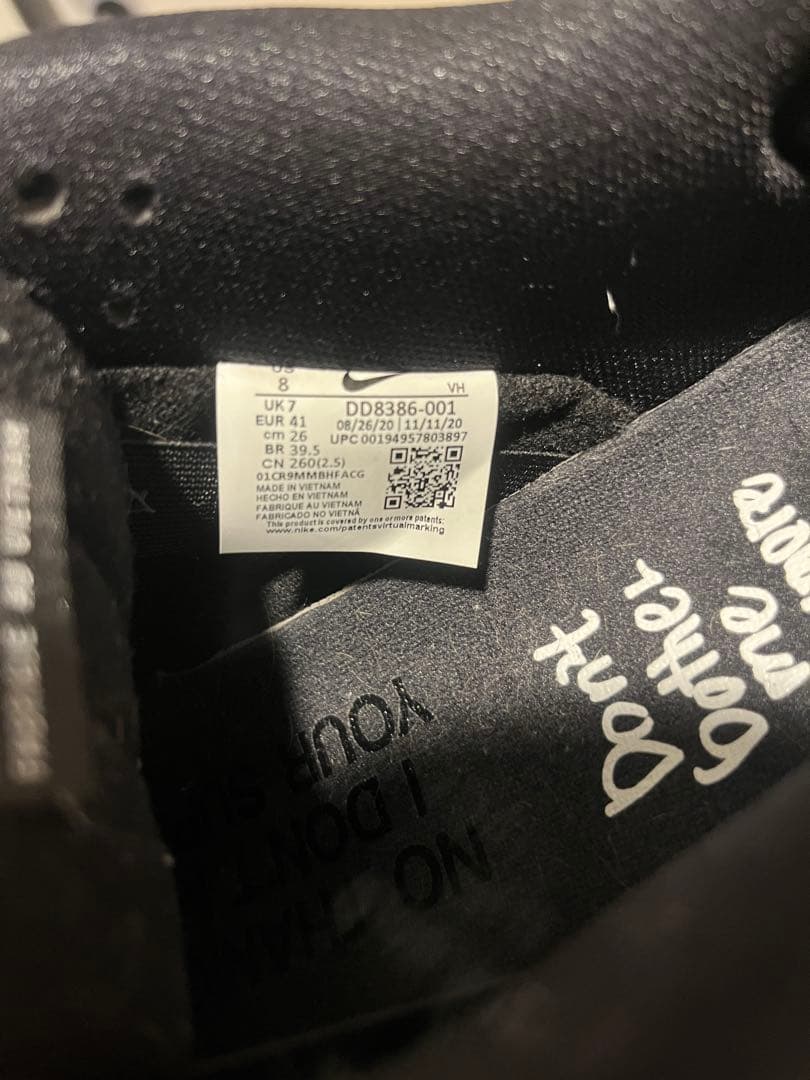 US
8
VH
UK 7
EUR 41
cm 26
BR 39.5
CN 260(2.5)
DD8386-001
08/26/20 | 11/11/20
UPC 00194957803897
01CR9MMBHFACG
MADE IN VIETNAM
HECHO EN VIETNAM
FABRIQUE AU VIETNAM
FABRICADO NO VIETNÃ
This product is covered by one or more patents:
www.nike.com/patentsvirtualmarking
Dont
bother
me
NO
I DON'T
YOUR